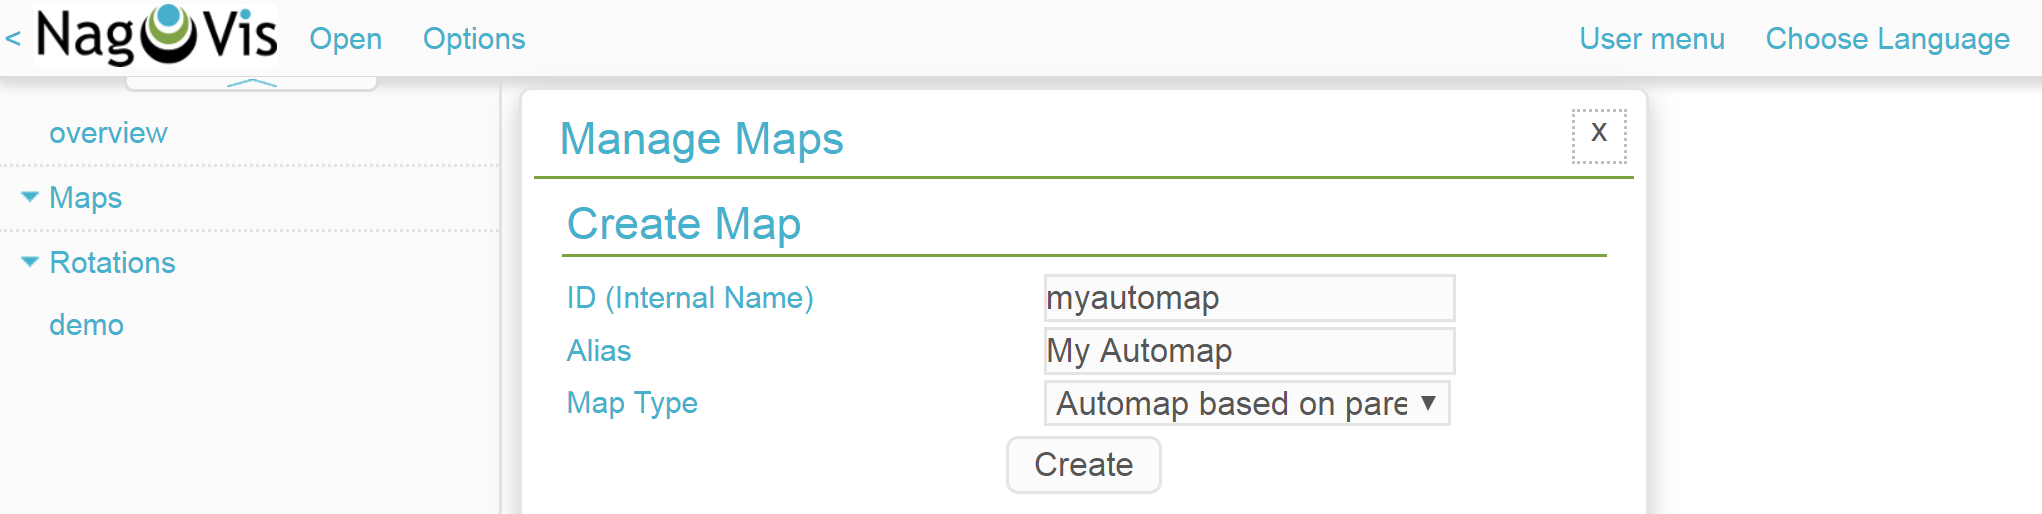 < NagVis Open Options User menu Choose Language
overview
Maps
Rotations
demo
Manage Maps x
Create Map
ID (Internal Name) myautomap
Alias My Automap
Map Type Automap based on pare
Create